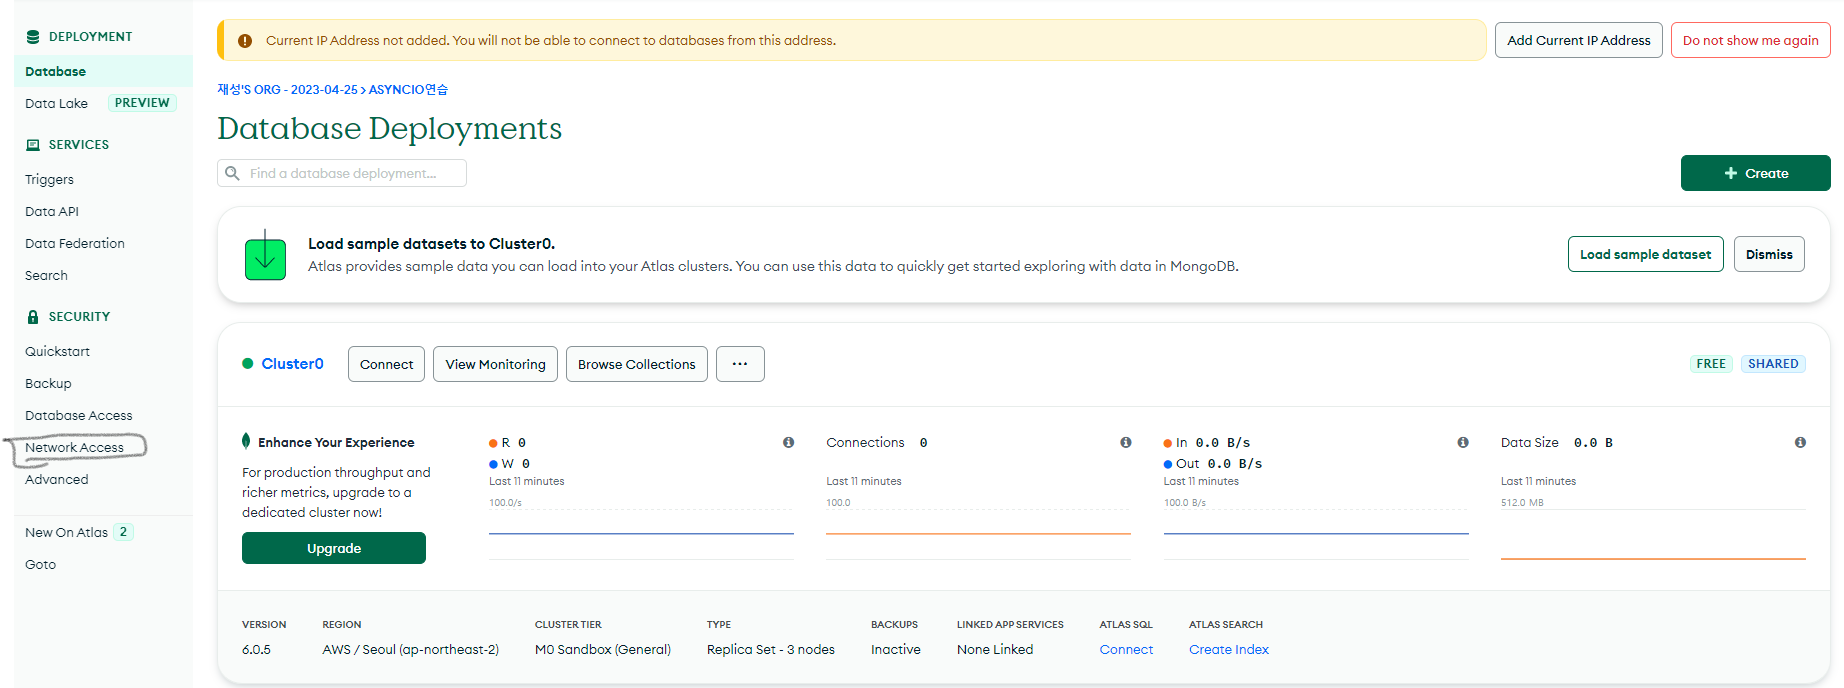 DEPLOYMENT
Database
Data Lake PREVIEW
SERVICES
Triggers
Data API
Data Federation
Search
SECURITY
Quickstart
Backup
Database Access
Network Access
Advanced
New On Atlas 2
Goto
Current IP Address not added. You will not be able to connect to databases from this address.
Add Current IP Address
Do not show me again
재성'S ORG - 2023-04-25 > ASYNCIO연습
Database Deployments
Find a database deployment...
+ Create
Load sample datasets to Cluster0.
Atlas provides sample data you can load into your Atlas clusters. You can use this data to quickly get started exploring with data in MongoDB.
Load sample dataset
Dismiss
Cluster0
Connect
View Monitoring
Browse Collections
...
FREE
SHARED
Enhance Your Experience
For production throughput and
richer metrics, upgrade to a
dedicated cluster now!
Upgrade
R 0
W 0
Last 11 minutes
100.0/s
Connections 0
Last 11 minutes
100.0
In 0.0 B/s
Out 0.0 B/s
Last 11 minutes
100.0 B/s
Data Size 0.0 B
Last 11 minutes
512.0 MB
VERSION
6.0.5
REGION
AWS / Seoul (ap-northeast-2)
CLUSTER TIER
M0 Sandbox (General)
TYPE
Replica Set - 3 nodes
BACKUPS
Inactive
LINKED APP SERVICES
None Linked
ATLAS SQL
Connect
ATLAS SEARCH
Create Index